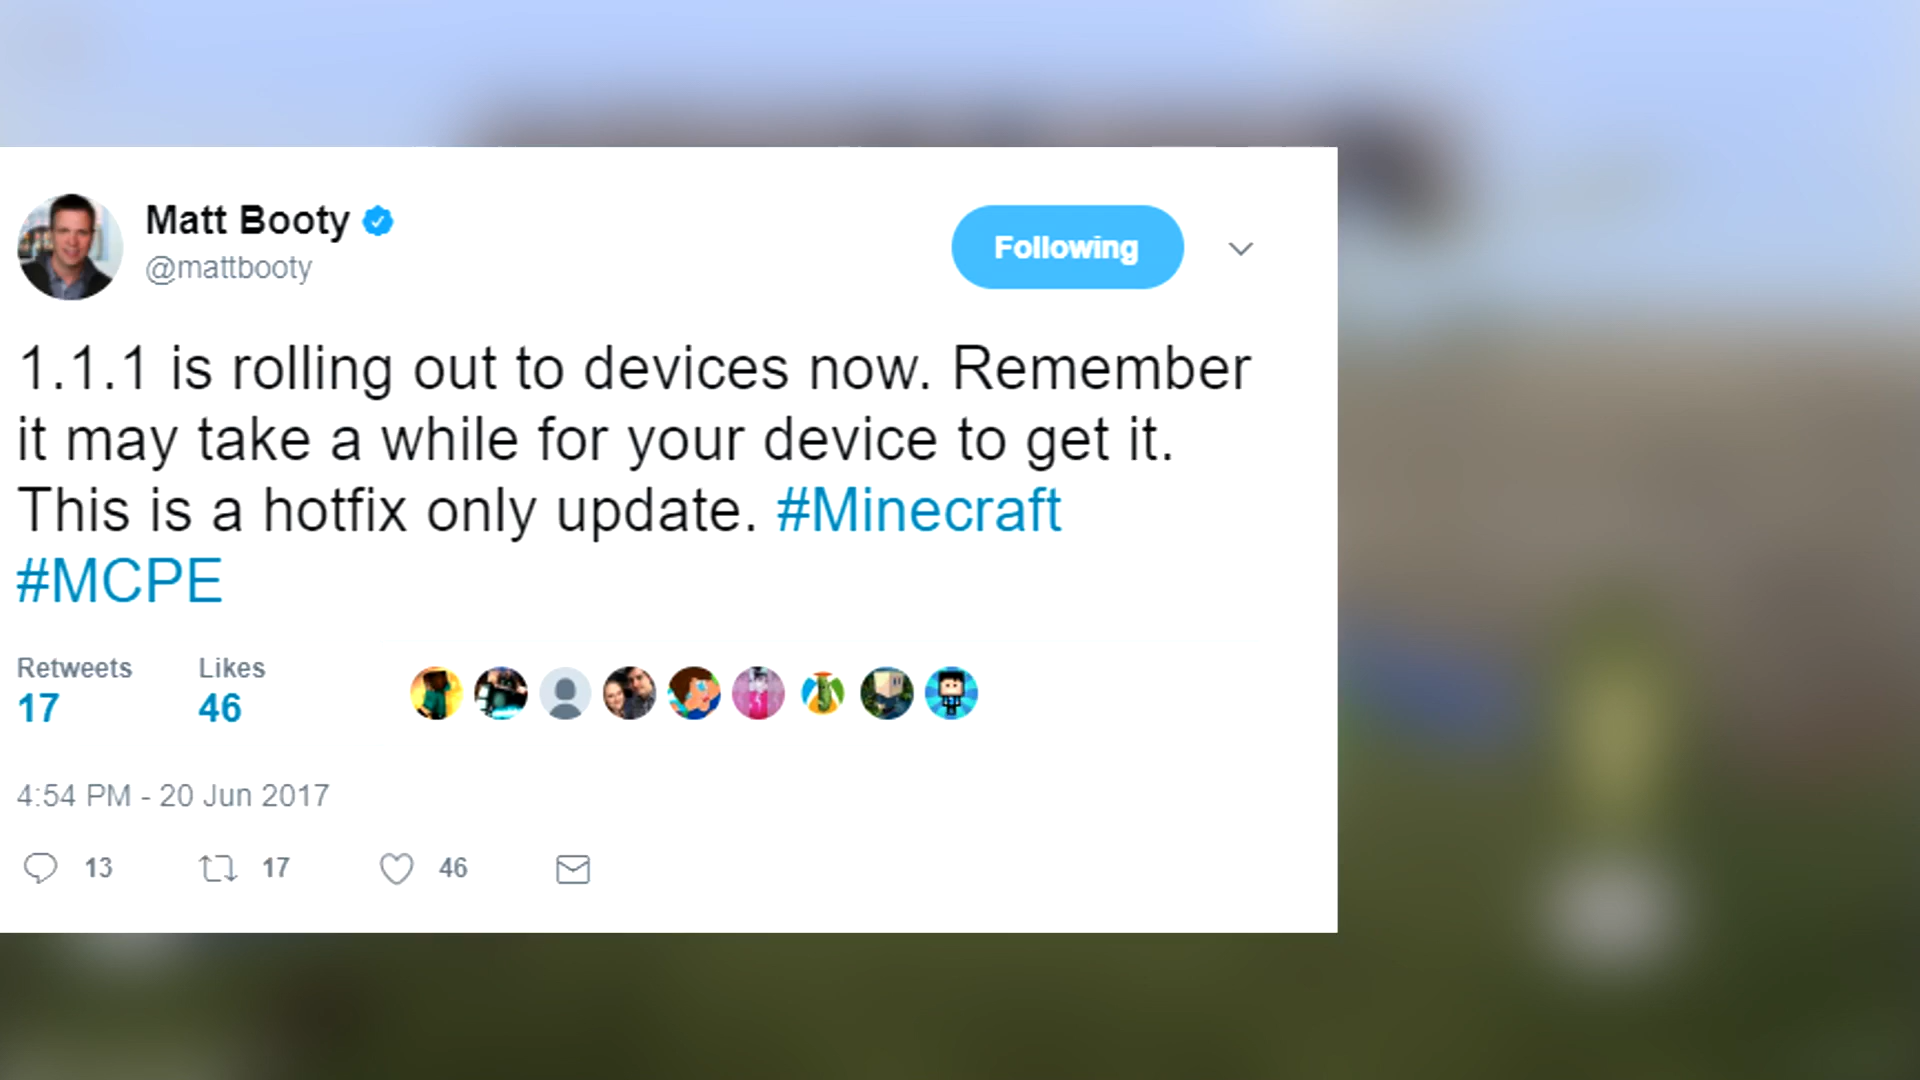 Matt Booty
@mattbooty
Following
1.1.1 is rolling out to devices now. Remember
it may take a while for your device to get it.
This is a hotfix only update. #Minecraft
#MCPE
Retweets Likes
17 46
4:54 PM - 20 Jun 2017
13 17 46